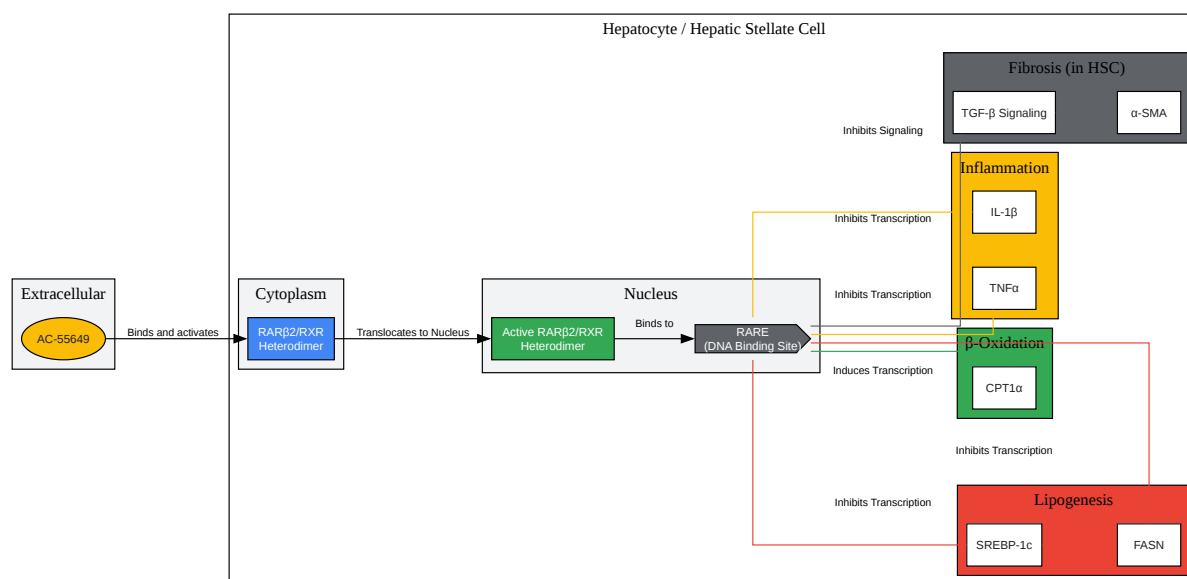 Hepatocyte / Hepatic Stellate Cell
Fibrosis (in HSC)
TGF-β Signaling
α-SMA
Inhibits Signaling
Inflammation
IL-1β
Inhibits Transcription
TNFα
Inhibits Transcription
Extracellular
AC-55649
Binds and activates
Cytoplasm
RARβ2/RXR
Heterodimer
Translocates to Nucleus
Nucleus
Active RARβ2/RXR
Heterodimer
Binds to
RARE
(DNA Binding Site)
β-Oxidation
CPT1α
Induces Transcription
Inhibits Transcription
Lipogenesis
Inhibits Transcription
SREBP-1c
FASN